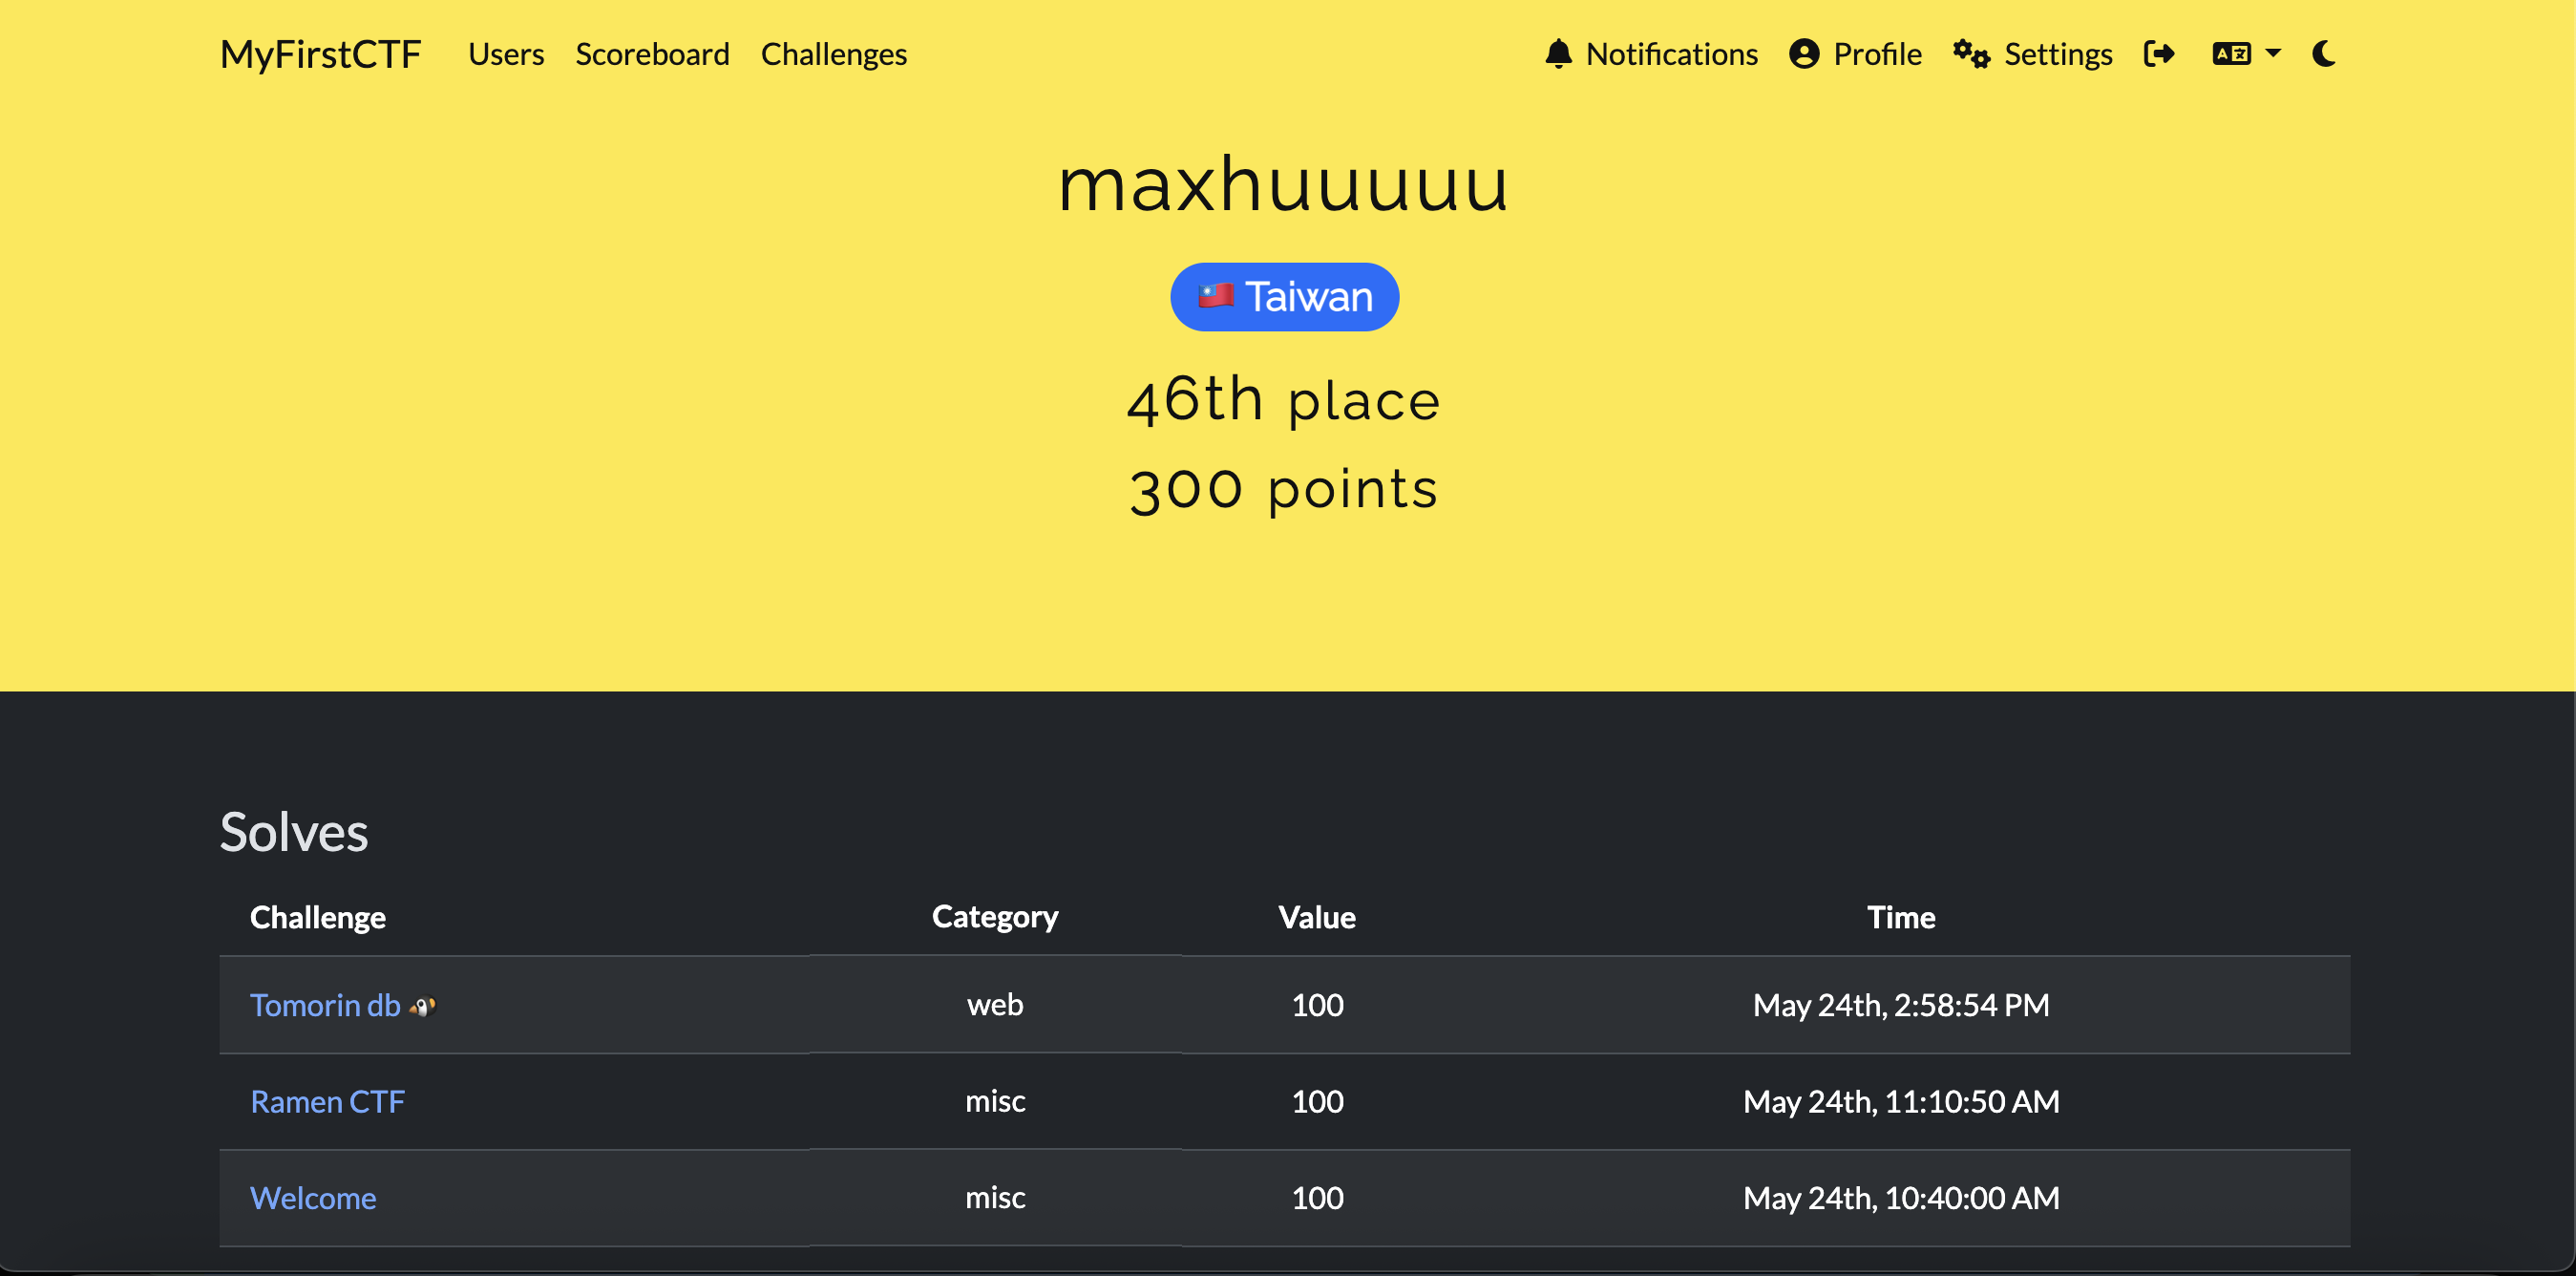 MyFirstCTF Users Scoreboard Challenges Notifications Profile Settings
maxhuuuuu
🇹🇼 Taiwan
46th place
300 points
Solves
Challenge Category Value Time
Tomorin db 🐧 web 100 May 24th, 2:58:54 PM
Ramen CTF misc 100 May 24th, 11:10:50 AM
Welcome misc 100 May 24th, 10:40:00 AM